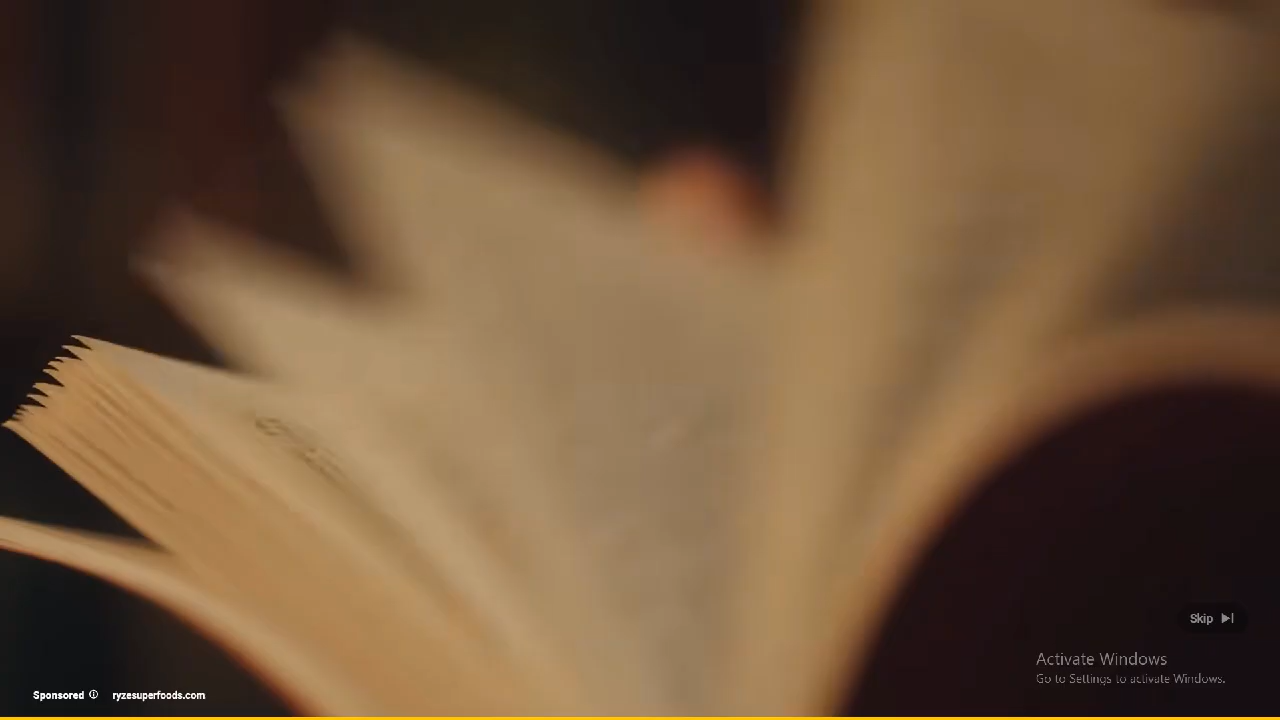 Skip
Activate Windows
Go to Settings to activate Windows.
Sponsored ryzesuperfoods.com